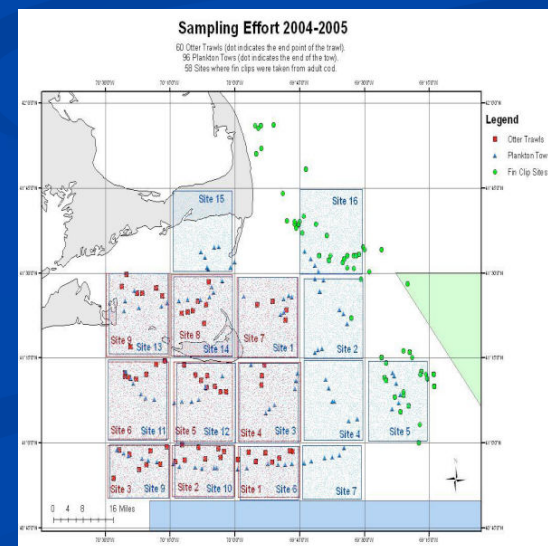 Sampling Effort 2004-2005
60 Otter Trawls (dot indicates the end point of the trawl).
96 Plankton Tows (dot indicates the end of the tow).
58 Sites where fin clips were taken from adult cod.
Legend
Otter Trawls
Plankton Tows
Fin Clip Sites
Site 15
Site 16
Site 9
Site 13
Site 8
Site 14
Site 7
Site 1
Site 2
Site 6
Site 11
Site 5
Site 12
Site 4
Site 3
Site 4
Site 5
Site 3
Site 9
Site 2
Site 10
Site 1
Site 6
Site 7
0 4 8 16 Miles